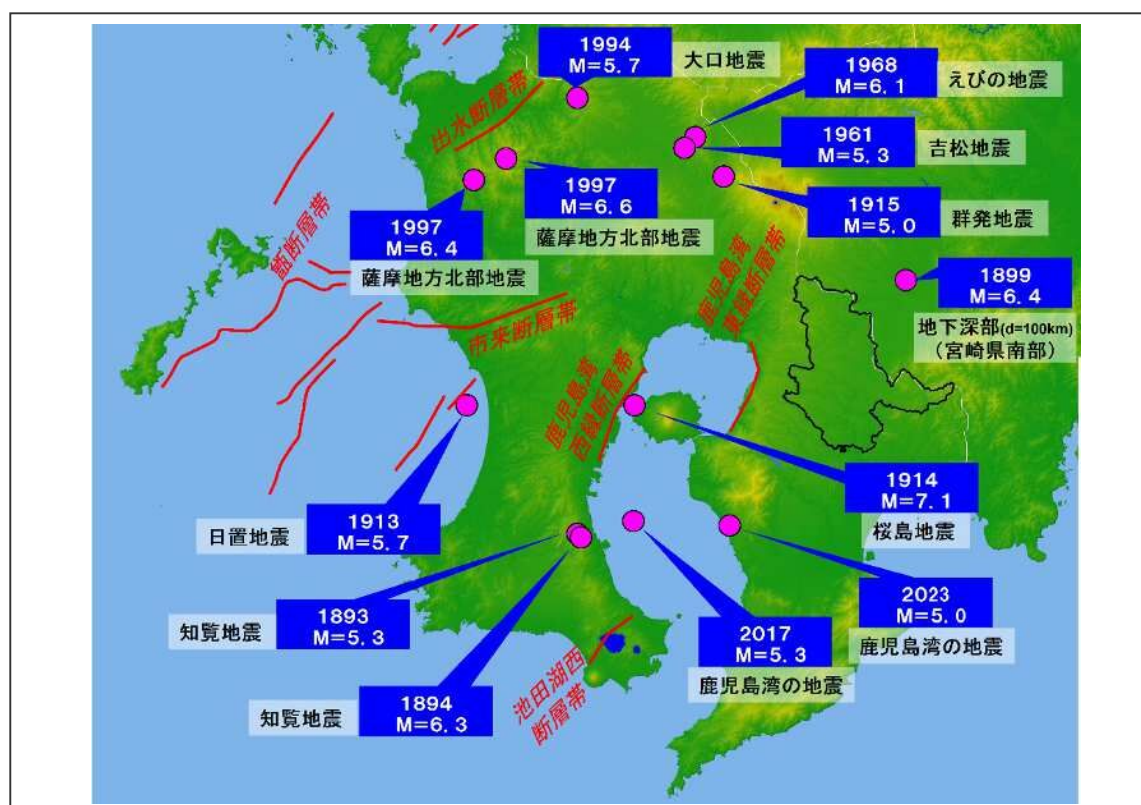 1994
M=5.7
大口地震
1968
M=6.1
えびの地震
出水断層帯
1961
M=5.3
吉松地震
1997
M=6.6
薩摩地方北部地震
1915
M=5.0
群発地震
1997
M=6.4
薩摩地方北部地震
甑断層帯
鹿児島湾
東縁断層帯
1899
M=6.4
地下深部(d=100km)
(宮崎県南部)
市来断層帯
鹿児島湾
西縁断層帯
1914
M=7.1
桜島地震
日置地震
1913
M=5.7
知覧地震
1893
M=5.3
2023
M=5.0
鹿児島湾の地震
2017
M=5.3
鹿児島湾の地震
知覧地震
1894
M=6.3
池田湖西
断層帯